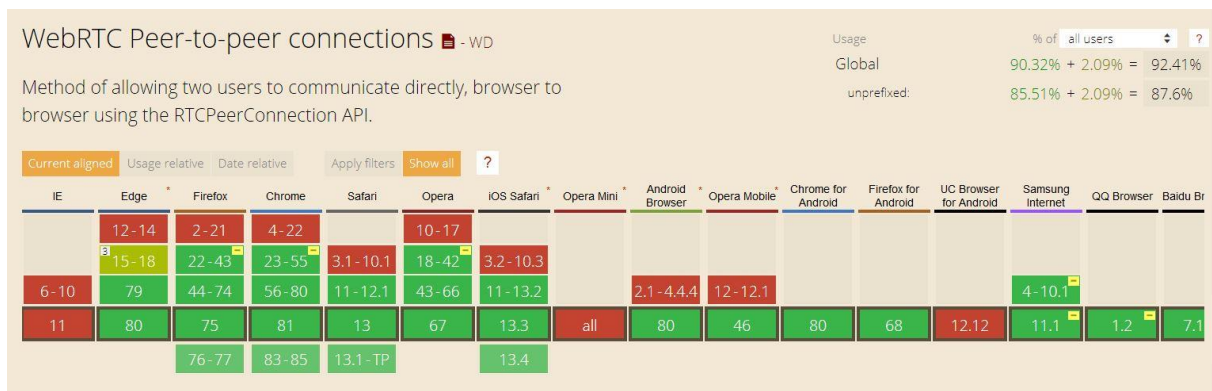 WebRTC Peer-to-peer connections - WD
Usage % of all users ?
Global 90.32% + 2.09% = 92.41%
unprefixed: 85.51% + 2.09% = 87.6%
Method of allowing two users to communicate directly, browser to
browser using the RTCPeerConnection API.
Current aligned Usage relative Date relative Apply filters Show all ?
IE Edge * Firefox Chrome Safari Opera iOS Safari * Opera Mini * Android Browser * Opera Mobile * Chrome for Android Firefox for Android UC Browser for Android Samsung Internet QQ Browser Baidu Br
12-14 2-21 4-22 10-17
3 15-18 22-43 23-55 3.1-10.1 18-42 3.2-10.3
6-10 79 44-74 56-80 11-12.1 43-66 11-13.2 2.1-4.4.4 12-12.1 4-10.1
11 80 75 81 13 67 13.3 all 80 46 80 68 12.12 11.1 1.2 7.1
76-77 83-85 13.1-TP 13.4